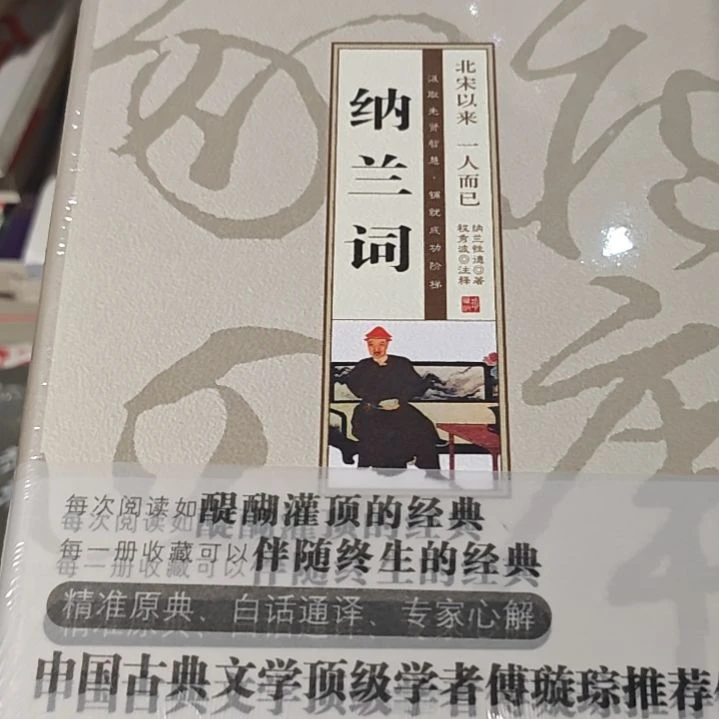 北宋以来 一人而已
纳兰词
汲取先贤智慧，铺就成功阶梯
纳兰性德◎著
程秀波◎注释
每次阅读如醍醐灌顶的经典
每一册收藏可以伴随终生的经典
精准原典、白话通译、专家心解
中国古典文学顶级学者傅璇琮推荐